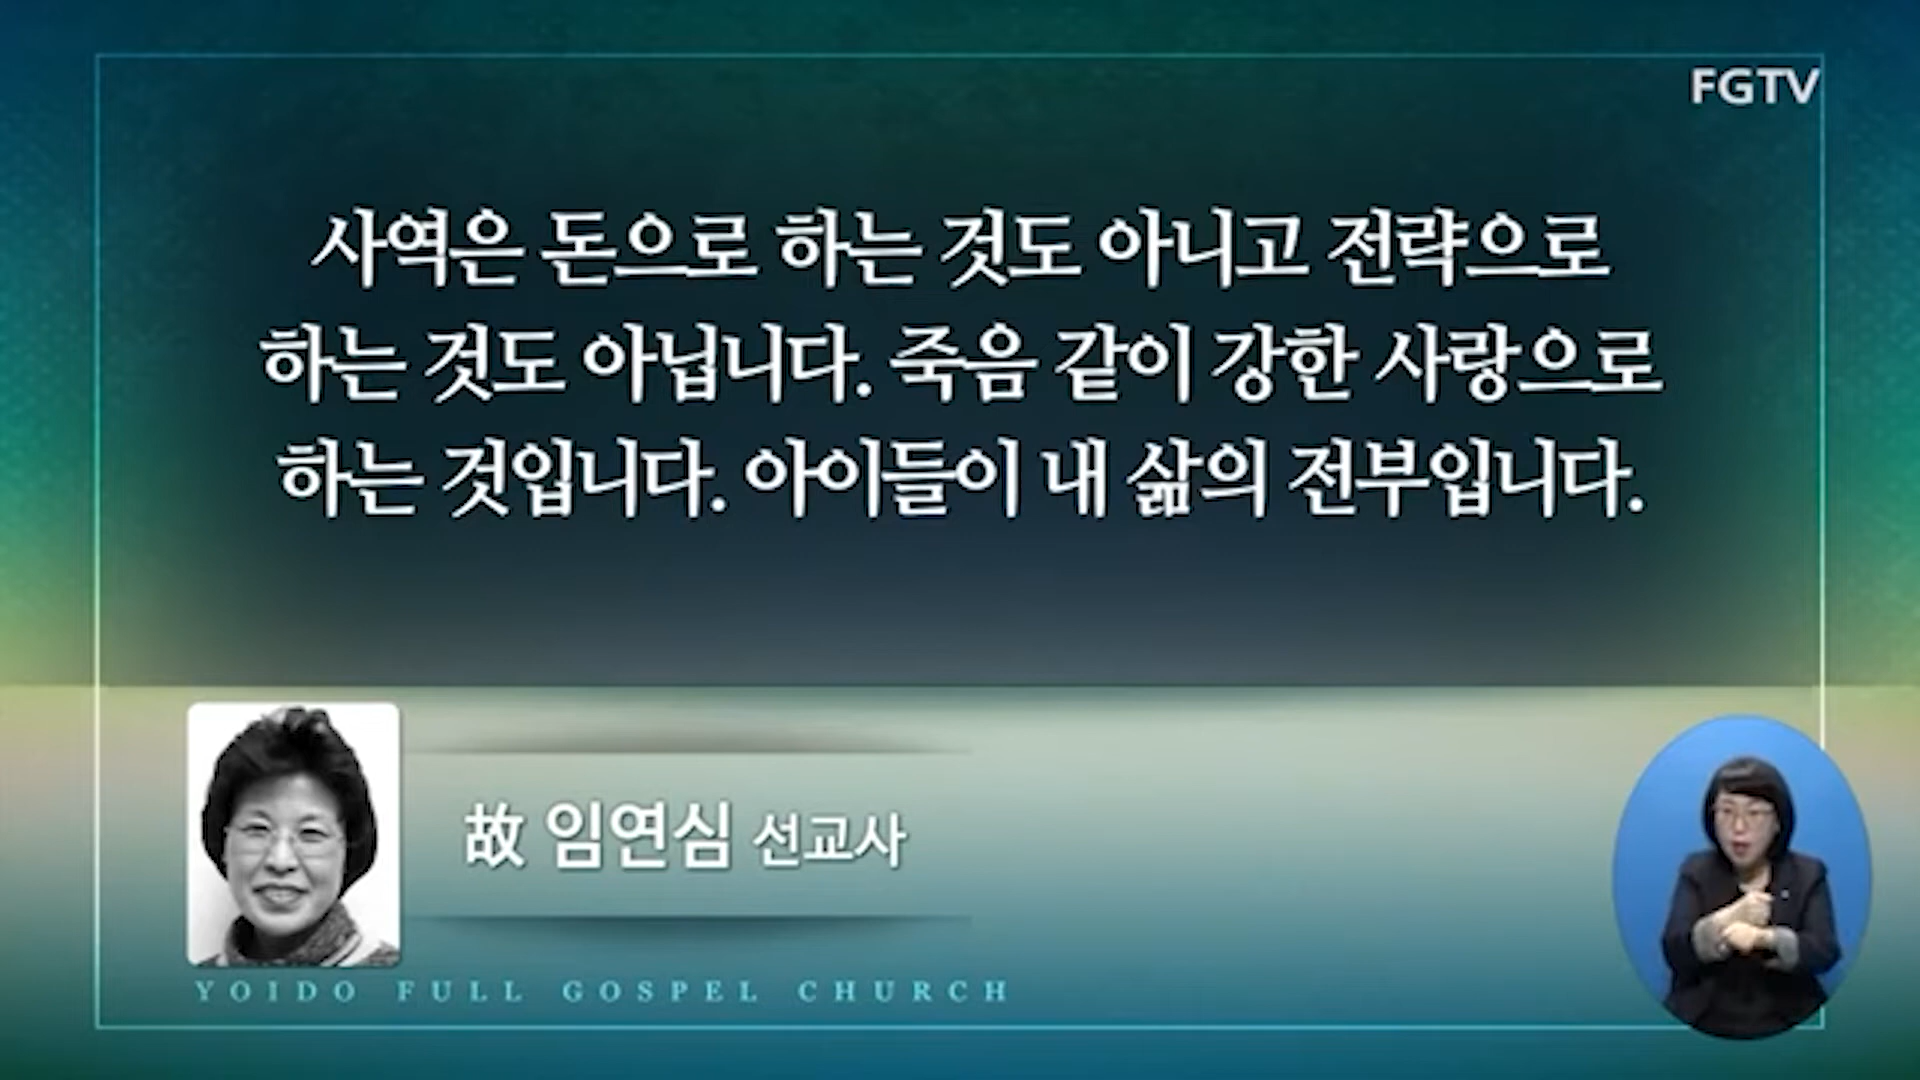 FGTV
사역은 돈으로 하는 것도 아니고 전략으로
하는 것도 아닙니다. 죽음 같이 강한 사랑으로
하는 것입니다. 아이들이 내 삶의 전부입니다.
故 임연심 선교사
YOIDO FULL GOSPEL CHURCH